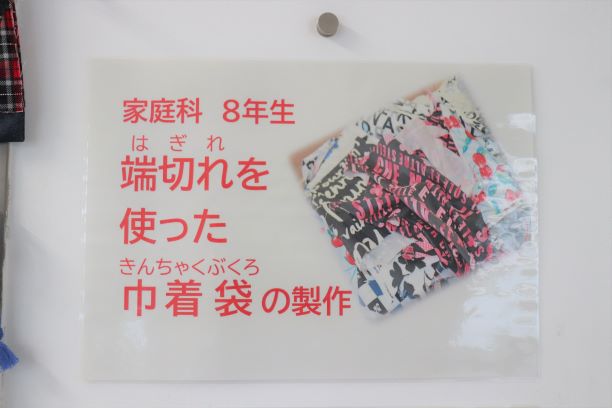 家庭科 8年生
はぎれ
端切れを
使った
きんちゃくぶくろ
巾着袋の製作